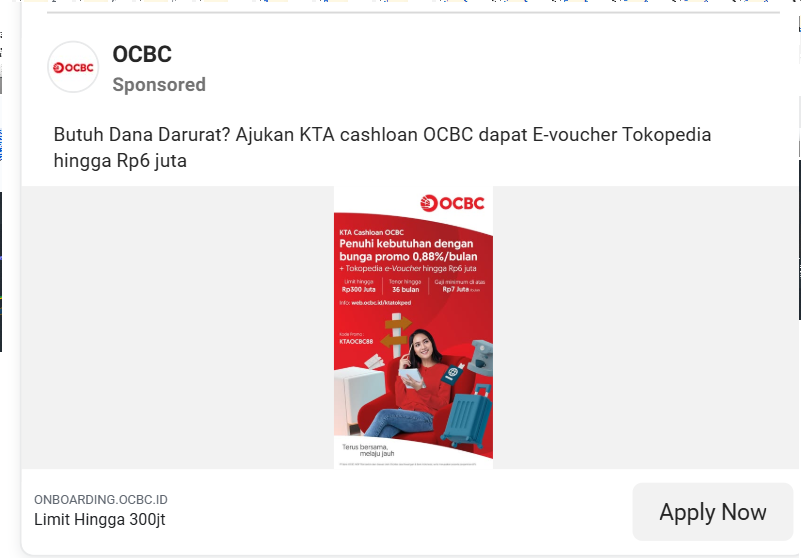 OCBC
OCBC
Sponsored
Butuh Dana Darurat? Ajukan KTA cashloan OCBC dapat E-voucher Tokopedia
hingga Rp6 juta
OCBC
KTA Cashloan OCBC
Penuhi kebutuhan dengan
bunga promo 0,88%/bulan
+ Tokopedia e-Voucher hingga Rp6 juta
Limit hingga
Rp300 Juta
Tenor hingga
36 bulan
Gaji minimum di atas
Rp7 Juta
Info: web.ocbc.id/ktatokped
Kode Promo :
KTAOCBC88
Terus bersama,
melaju jauh
ONBOARDING.OCBC.ID
Limit Hingga 300jt
Apply Now